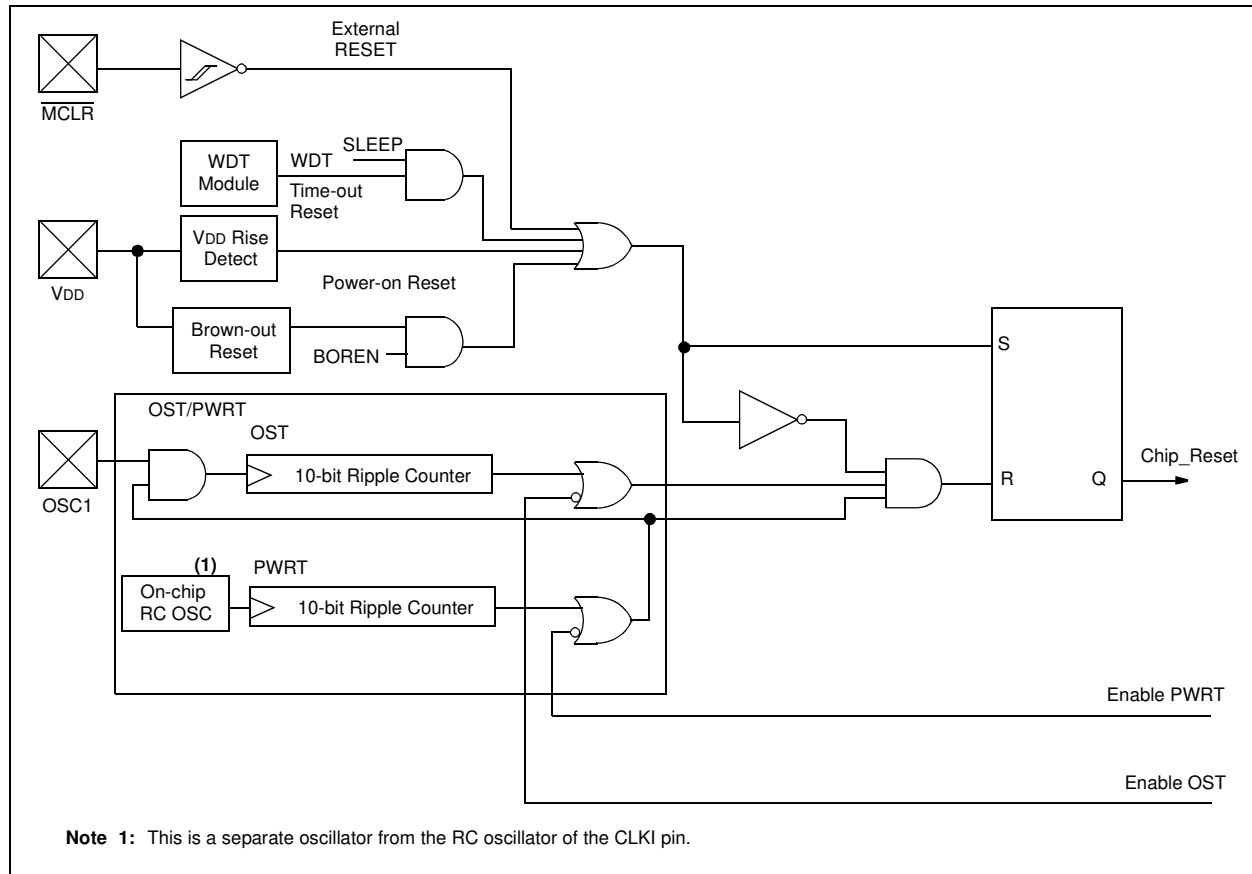 External
RESET
MCLR
SLEEP
WDT
Module
WDT
Time-out
Reset
VDD Rise
Detect
VDD
Power-on Reset
Brown-out
Reset
BOREN
S
OST/PWRT
OST
10-bit Ripple Counter
OSC1
Chip_Reset
R
Q
(1)
PWRT
On-chip
RC OSC
10-bit Ripple Counter
Enable PWRT
Enable OST
Note 1: This is a separate oscillator from the RC oscillator of the CLKI pin.